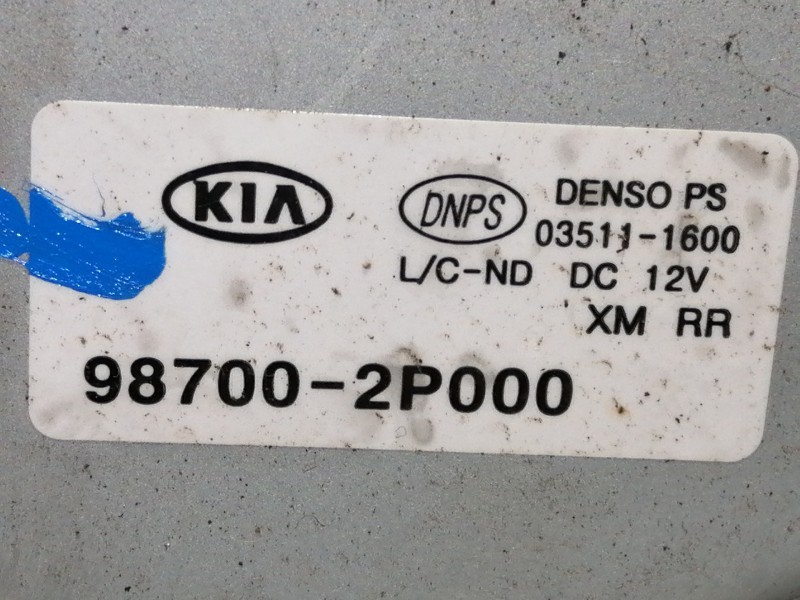 KIA
DNPS
DENSO PS
03511-1600
L/C-ND DC 12V
XM RR
98700-2P000